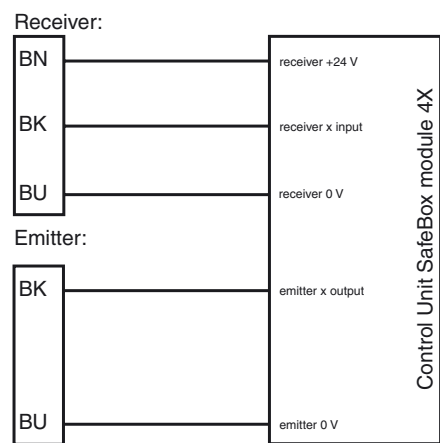 Receiver:
BN
receiver +24 V
BK
receiver x input
BU
receiver 0 V
Emitter:
BK
emitter x output
BU
emitter 0 V
Control Unit SafeBox module 4X